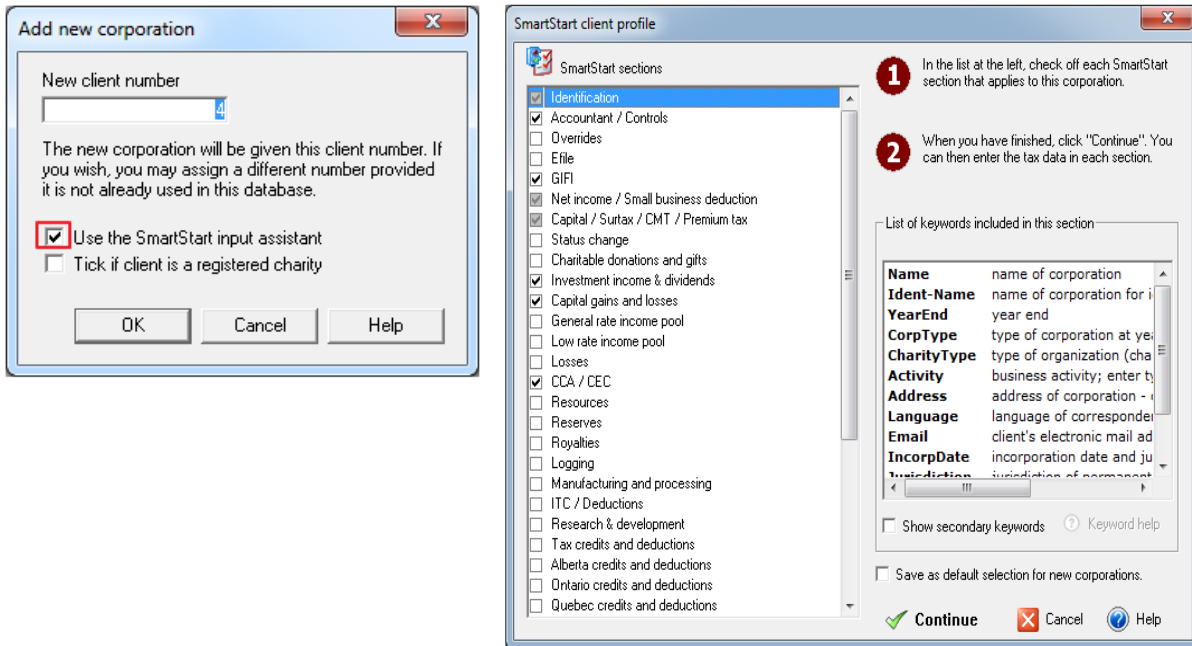 Add new corporation
New client number
4
The new corporation will be given this client number. If
you wish, you may assign a different number provided
it is not already used in this database.
Use the SmartStart input assistant
Tick if client is a registered charity
OK Cancel Help
SmartStart client profile
SmartStart sections
Identification
Accountant / Controls
Overrides
Efile
GIFI
Net income / Small business deduction
Capital / Surtax / CMT / Premium tax
Status change
Charitable donations and gifts
Investment income & dividends
Capital gains and losses
General rate income pool
Low rate income pool
Losses
CCA / CEC
Resources
Reserves
Royalties
Logging
Manufacturing and processing
ITC / Deductions
Research & development
Tax credits and deductions
Alberta credits and deductions
Ontario credits and deductions
Quebec credits and deductions
1 In the list at the left, check off each SmartStart
section that applies to this corporation.
2 When you have finished, click "Continue". You
can then enter the tax data in each section.
List of keywords included in this section
Name name of corporation
Ident-Name name of corporation for i
YearEnd year end
CorpType type of corporation at yea
CharityType type of organization (cha
Activity business activity; enter ty
Address address of corporation -
Language language of corresponde
Email client's electronic mail ad
IncorpDate incorporation date and ju
Jurisdiction jurisdiction of permanent
Show secondary keywords Keyword help
Save as default selection for new corporations.
Continue Cancel Help